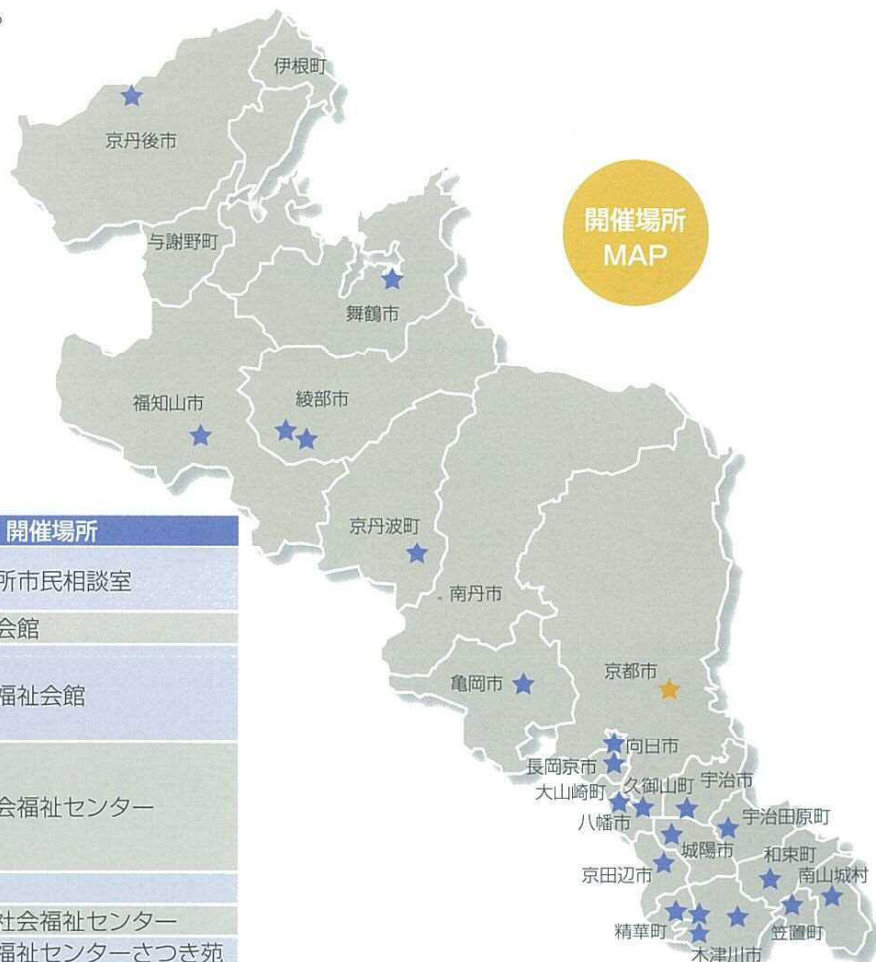 伊根町
京丹後市
開催場所
MAP
与謝野町
舞鶴市
福知山市
綾部市
京丹波町
南丹市
亀岡市
京都市
向日市
長岡京市
大山崎町
久御山町
宇治市
八幡市
宇治田原町
城陽市
和束町
京田辺市
南山城村
精華町
笠置町
木津川市
開催場所
所市民相談室
会館
福祉会館
会福祉センター
社会福祉センター
福祉センターさつき苑